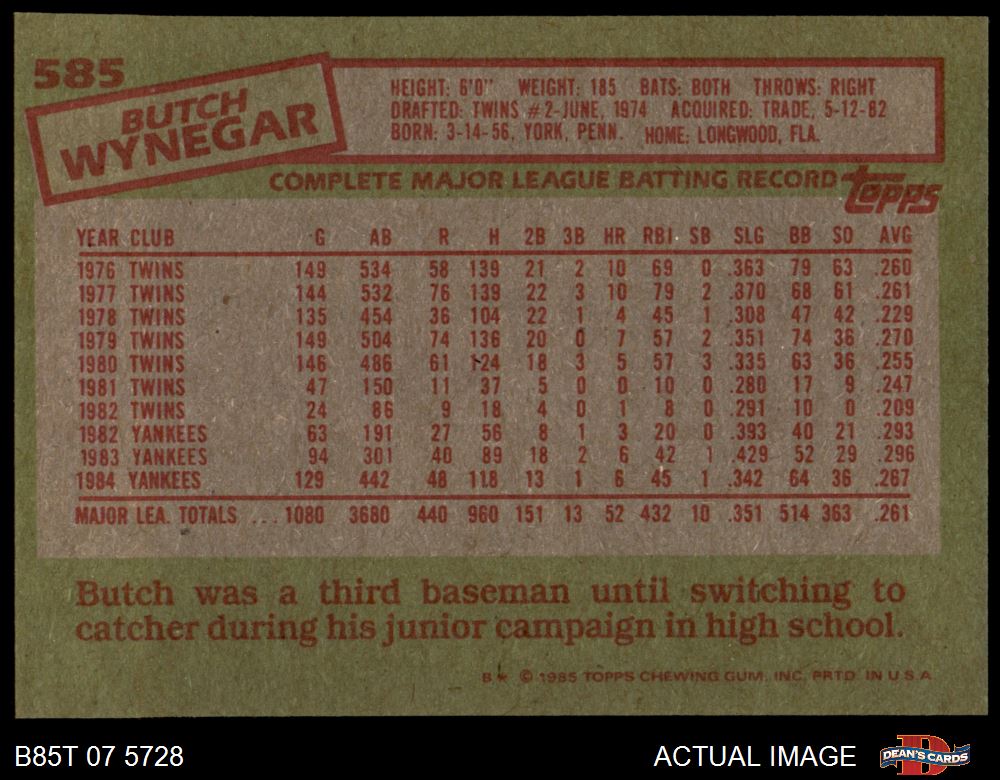 585
BUTCH
WYNEGAR
HEIGHT: 6'0" WEIGHT: 185 BATS: BOTH THROWS: RIGHT
DRAFTED: TWINS #2-JUNE, 1974 ACQUIRED: TRADE, 5-12-82
BORN: 3-14-56, YORK, PENN. HOME: LONGWOOD, FLA.
COMPLETE MAJOR LEAGUE BATTING RECORD topps
YEAR CLUB G AB R H 2B 3B HR RBI SB SLG BB SO AVG
1976 TWINS 149 534 58 139 21 2 10 69 0 .363 79 63 .260
1977 TWINS 144 532 76 139 22 3 10 79 2 .370 68 61 .261
1978 TWINS 135 454 36 104 22 1 4 45 1 .308 47 42 .229
1979 TWINS 149 504 74 136 20 0 7 57 2 .351 74 36 .270
1980 TWINS 146 486 61 124 18 3 5 57 3 .335 63 36 .255
1981 TWINS 47 150 11 37 5 0 0 10 0 .280 17 9 .247
1982 TWINS 24 86 9 18 4 0 1 8 0 .291 10 0 .209
1982 YANKEES 63 191 27 56 8 1 3 20 0 .393 40 21 .293
1983 YANKEES 94 301 40 89 18 2 6 42 1 .429 52 29 .296
1984 YANKEES 129 442 48 118 13 1 6 45 1 .342 64 36 .267
MAJOR LEA. TOTALS ... 1080 3680 440 960 151 13 52 432 10 .351 514 363 .261
Butch was a third baseman until switching to
catcher during his junior campaign in high school.
B* © 1985 TOPPS CHEWING GUM, INC. PRTD. IN U.S.A.
B85T 07 5728
ACTUAL IMAGE
D
DEAN'S CARDS